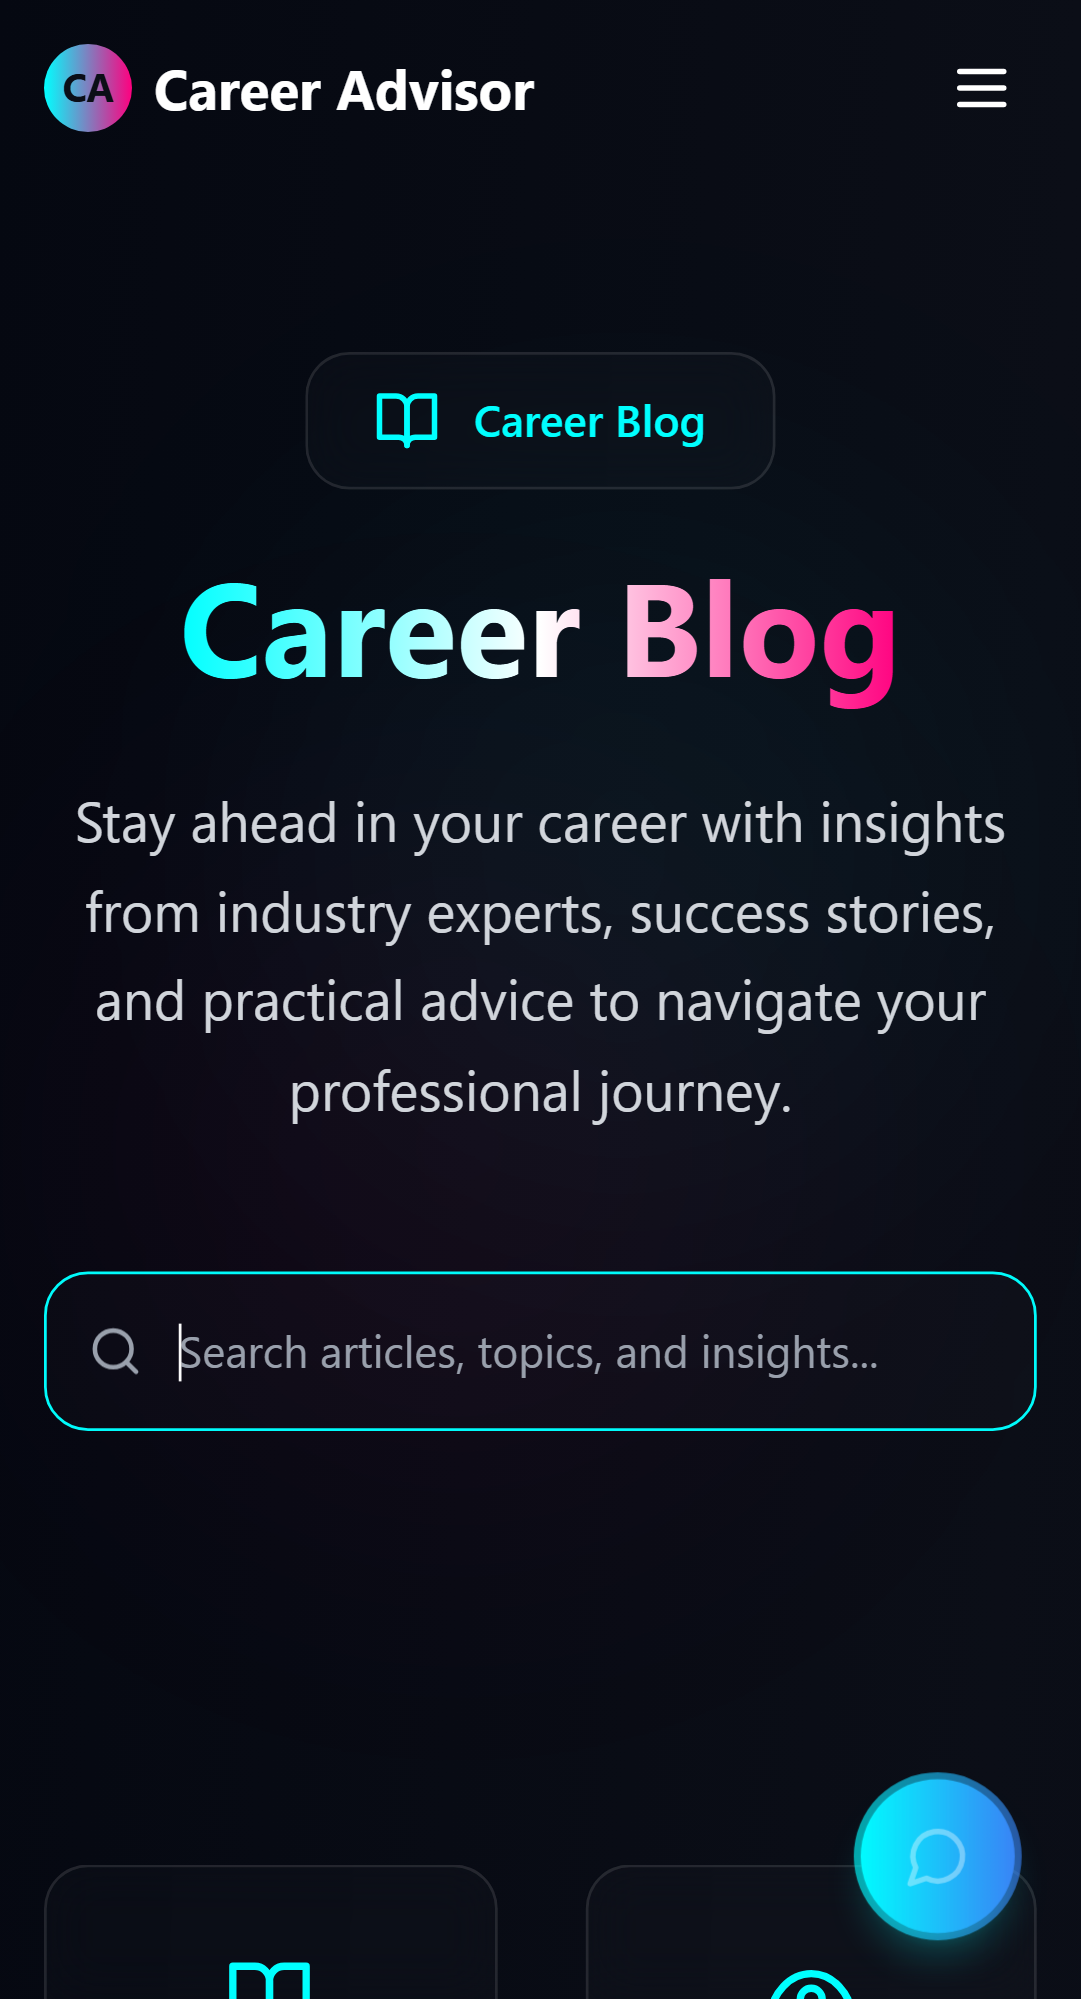 CA Career Advisor
Career Blog
Career Blog
Stay ahead in your career with insights
from industry experts, success stories,
and practical advice to navigate your
professional journey.
Search articles, topics, and insights...